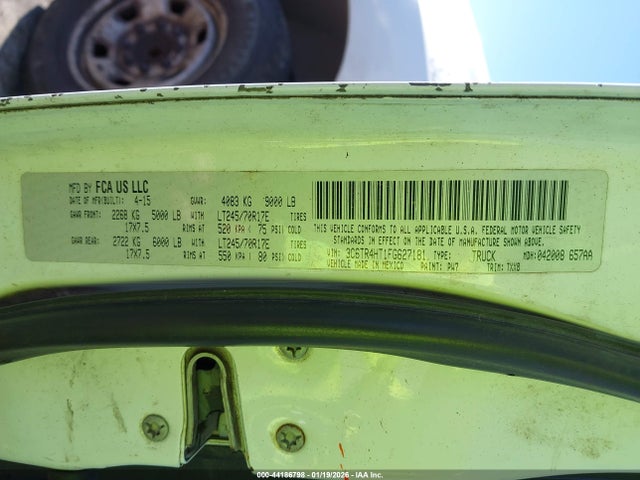 MFD BY FCA US LLC
DATE OF MFR(BUILT): 4-15 GVWR: 4083 KG 9000 LB
GAWR FRONT: 2268 KG 5000 LB WITH LT245/70R17E TIRES
17X7.5 RIMS AT 520 KPA ( 75 PSI) COLD
GAWR REAR: 2722 KG 6000 LB WITH LT245/70R17E TIRES
17X7.5 RIMS AT 550 KPA ( 80 PSI) COLD
THIS VEHICLE CONFORMS TO ALL APPLICABLE U.S.A. FEDERAL MOTOR VEHICLE SAFETY
STANDARDS IN EFFECT ON THE DATE OF MANUFACTURE SHOWN ABOVE.
VIN: 3C6TR4HT1FG627181 TYPE: TRUCK MDH: 042008 657AA
VEHICLE MADE IN MEXICO PAINT: PW7 TRIM: TXX8
000-44186798 - 01/19/2026 - IAA Inc.